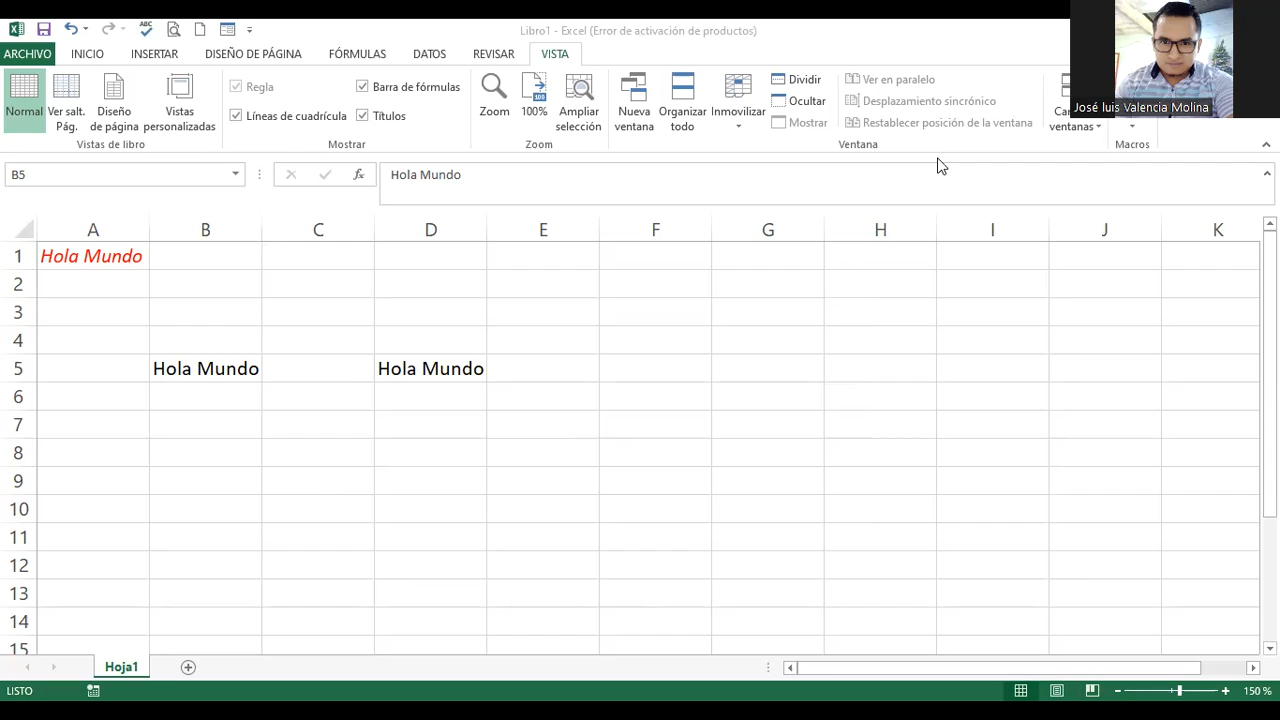 Libro1 - Excel (Error de activación de productos)
ARCHIVO INICIO INSERTAR DISEÑO DE PÁGINA FÓRMULAS DATOS REVISAR VISTA
José luis Valencia Molina
Normal
Ver salt. Pág.
Diseño de página
Vistas personalizadas
Vistas de libro
Regla
Barra de fórmulas
Líneas de cuadrícula
Títulos
Mostrar
Zoom
100%
Ampliar selección
Zoom
Nueva ventana
Organizar todo
Inmovilizar
Dividir
Ocultar
Mostrar
Ver en paralelo
Desplazamiento sincrónico
Restablecer posición de la ventana
ventanas
Ventana
Macros
B5 fx Hola Mundo
A B C D E F G H I J K
1 Hola Mundo
2
3
4
5 Hola Mundo Hola Mundo
6
7
8
9
10
11
12
13
14
15
Hoja1
LISTO 150 %